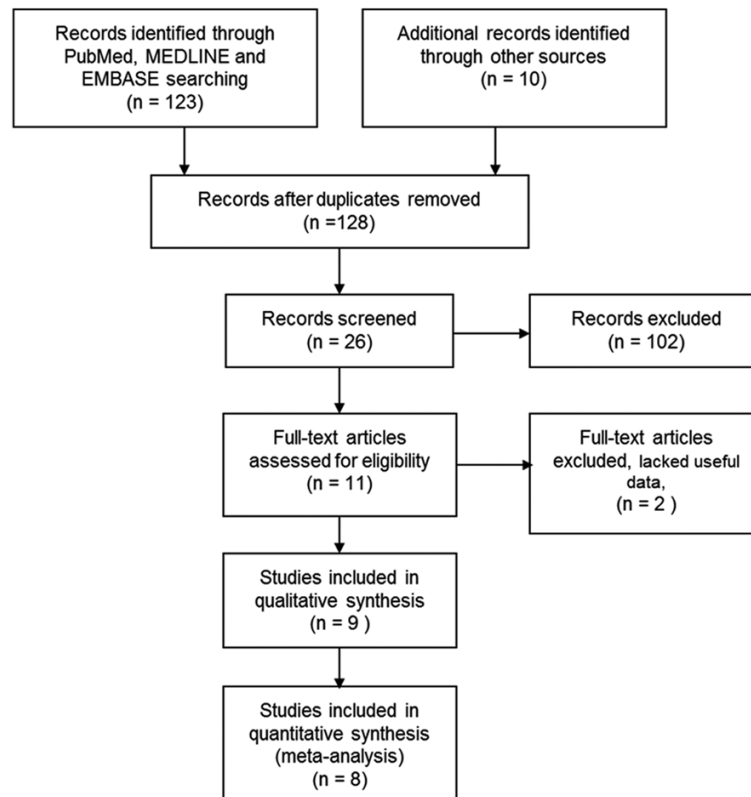 Records identified through
PubMed, MEDLINE and
EMBASE searching
(n = 123)
Additional records identified
through other sources
(n = 10)
Records after duplicates removed
(n =128)
Records screened
(n = 26)
Records excluded
(n = 102)
Full-text articles
assessed for eligibility
(n = 11)
Full-text articles
excluded, lacked useful
data,
(n = 2 )
Studies included in
qualitative synthesis
(n = 9 )
Studies included in
quantitative synthesis
(meta-analysis)
(n = 8)